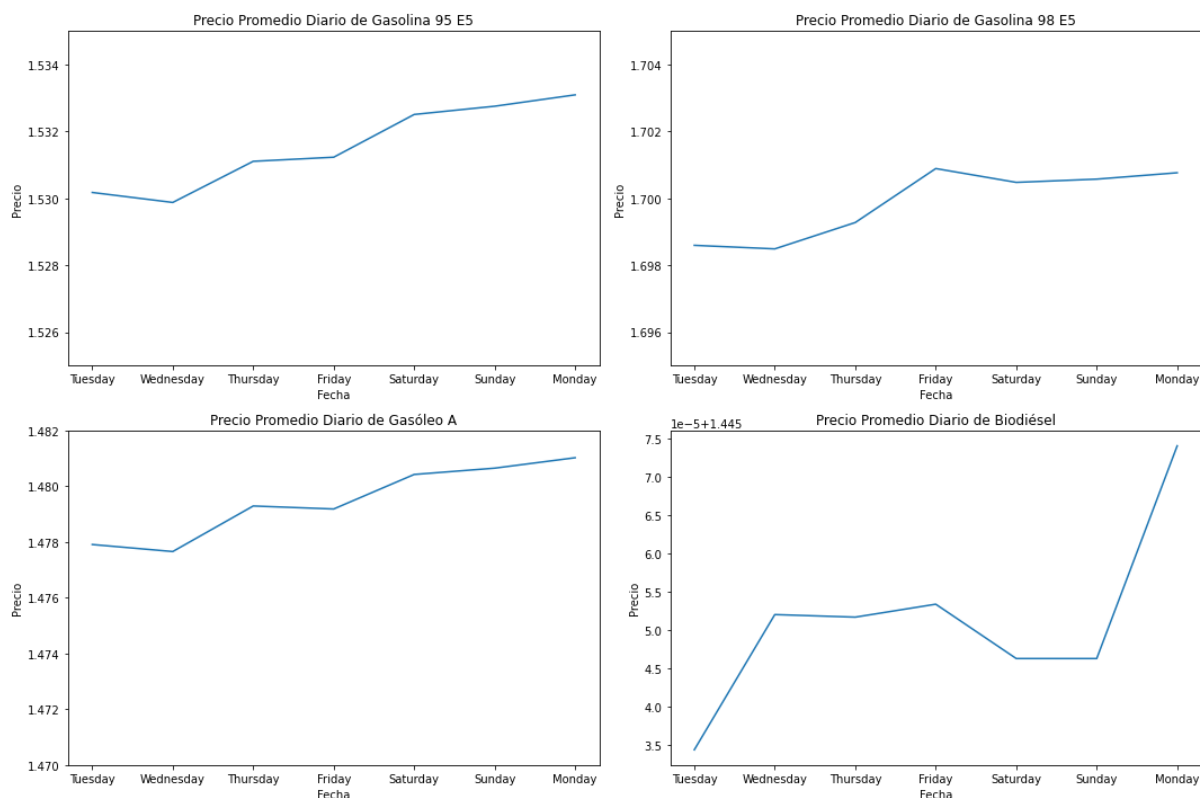 Precio Promedio Diario de Gasolina 95 E5
1.534
1.532
1.530
1.528
1.526
Precio
Tuesday Wednesday Thursday Friday Saturday Sunday Monday
Fecha
Precio Promedio Diario de Gasolina 98 E5
1.704
1.702
1.700
1.698
1.696
Precio
Tuesday Wednesday Thursday Friday Saturday Sunday Monday
Fecha
Precio Promedio Diario de Gasóleo A
1.482
1.480
1.478
1.476
1.474
1.472
1.470
Precio
Tuesday Wednesday Thursday Friday Saturday Sunday Monday
Fecha
Precio Promedio Diario de Biodiésel
1e-5+1.445
7.5
7.0
6.5
6.0
5.5
5.0
4.5
4.0
3.5
Precio
Tuesday Wednesday Thursday Friday Saturday Sunday Monday
Fecha